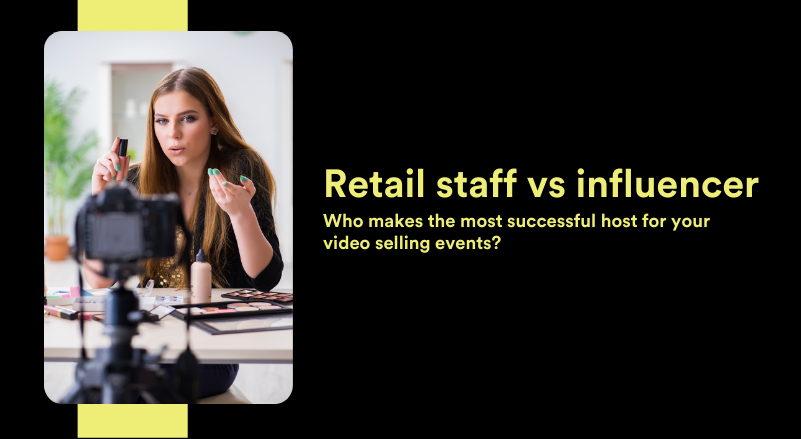 Retail staff vs influencer
Who makes the most successful host for your
video selling events?